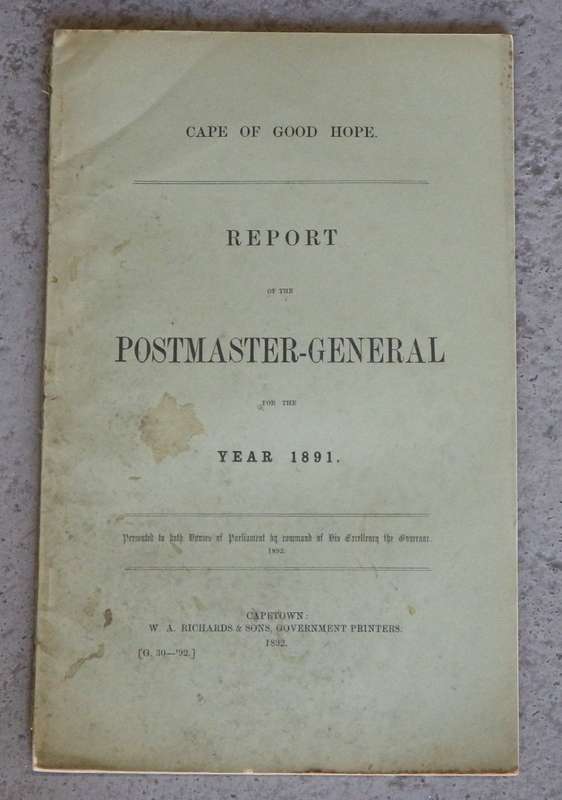 CAPE OF GOOD HOPE.
REPORT
OF THE
POSTMASTER-GENERAL
FOR THE
YEAR 1891.
Presented to both Houses of Parliament by command of His Excellency the Governor.
1892.
CAPETOWN:
W. A. RICHARDS & SONS, GOVERNMENT PRINTERS.
1892.
[G. 30—'92.]